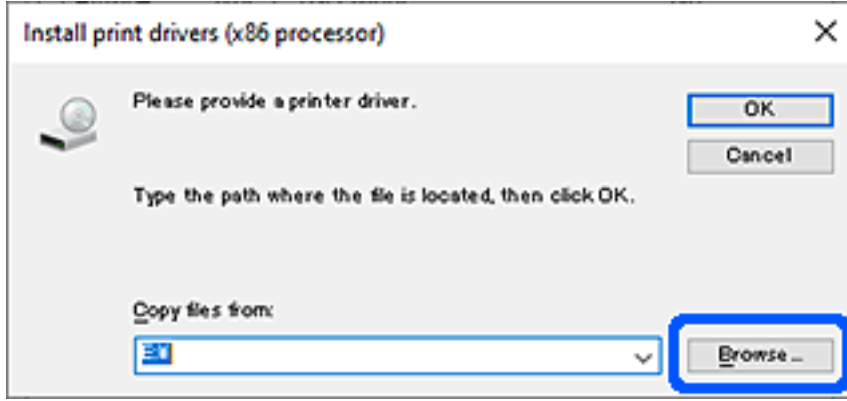 Install print drivers (x86 processor)
Please provide a printer driver.
OK
Cancel
Type the path where the file is located, then click OK.
Copy files from:
Browse...